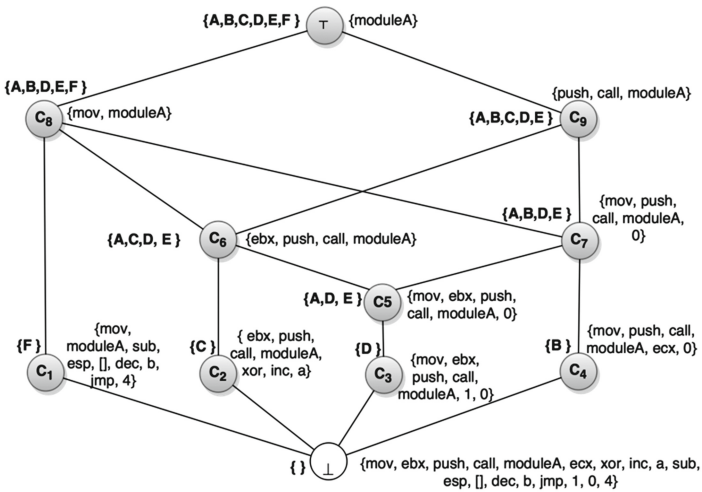 {A,B,C,D,E,F } ⊤ {moduleA}
{A,B,D,E,F }
C8 {mov, moduleA}
{push, call, moduleA}
{A,B,C,D,E } C9
{A,C,D, E } C6 {ebx, push, call, moduleA}
{A,B,D,E } C7
{mov, push,
call, moduleA,
0}
{A,D, E } C5
{mov, ebx, push,
call, moduleA, 0}
{F } C1
{mov,
moduleA, sub,
esp, [], dec, b,
jmp, 4}
{C } C2
{ ebx, push,
call, moduleA,
xor, inc, a}
{D } C3
{mov, ebx,
push, call,
moduleA, 1, 0}
{B } C4
{mov, push, call,
moduleA, ecx, 0}
{ } ⊥
{mov, ebx, push, call, moduleA, ecx, xor, inc, a, sub,
esp, [], dec, b, jmp, 1, 0, 4}